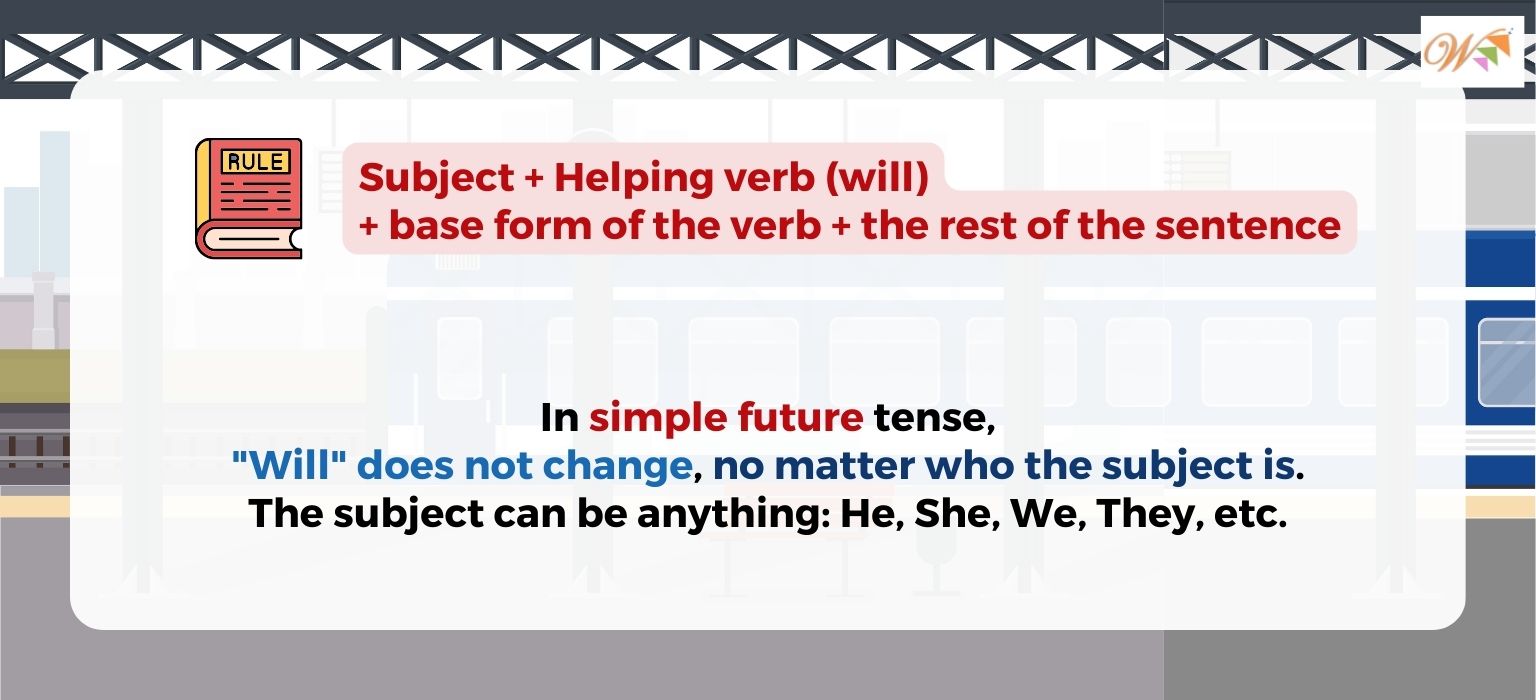 W
RULE
Subject + Helping verb (will)
+ base form of the verb + the rest of the sentence
In simple future tense,
"Will" does not change, no matter who the subject is.
The subject can be anything: He, She, We, They, etc.